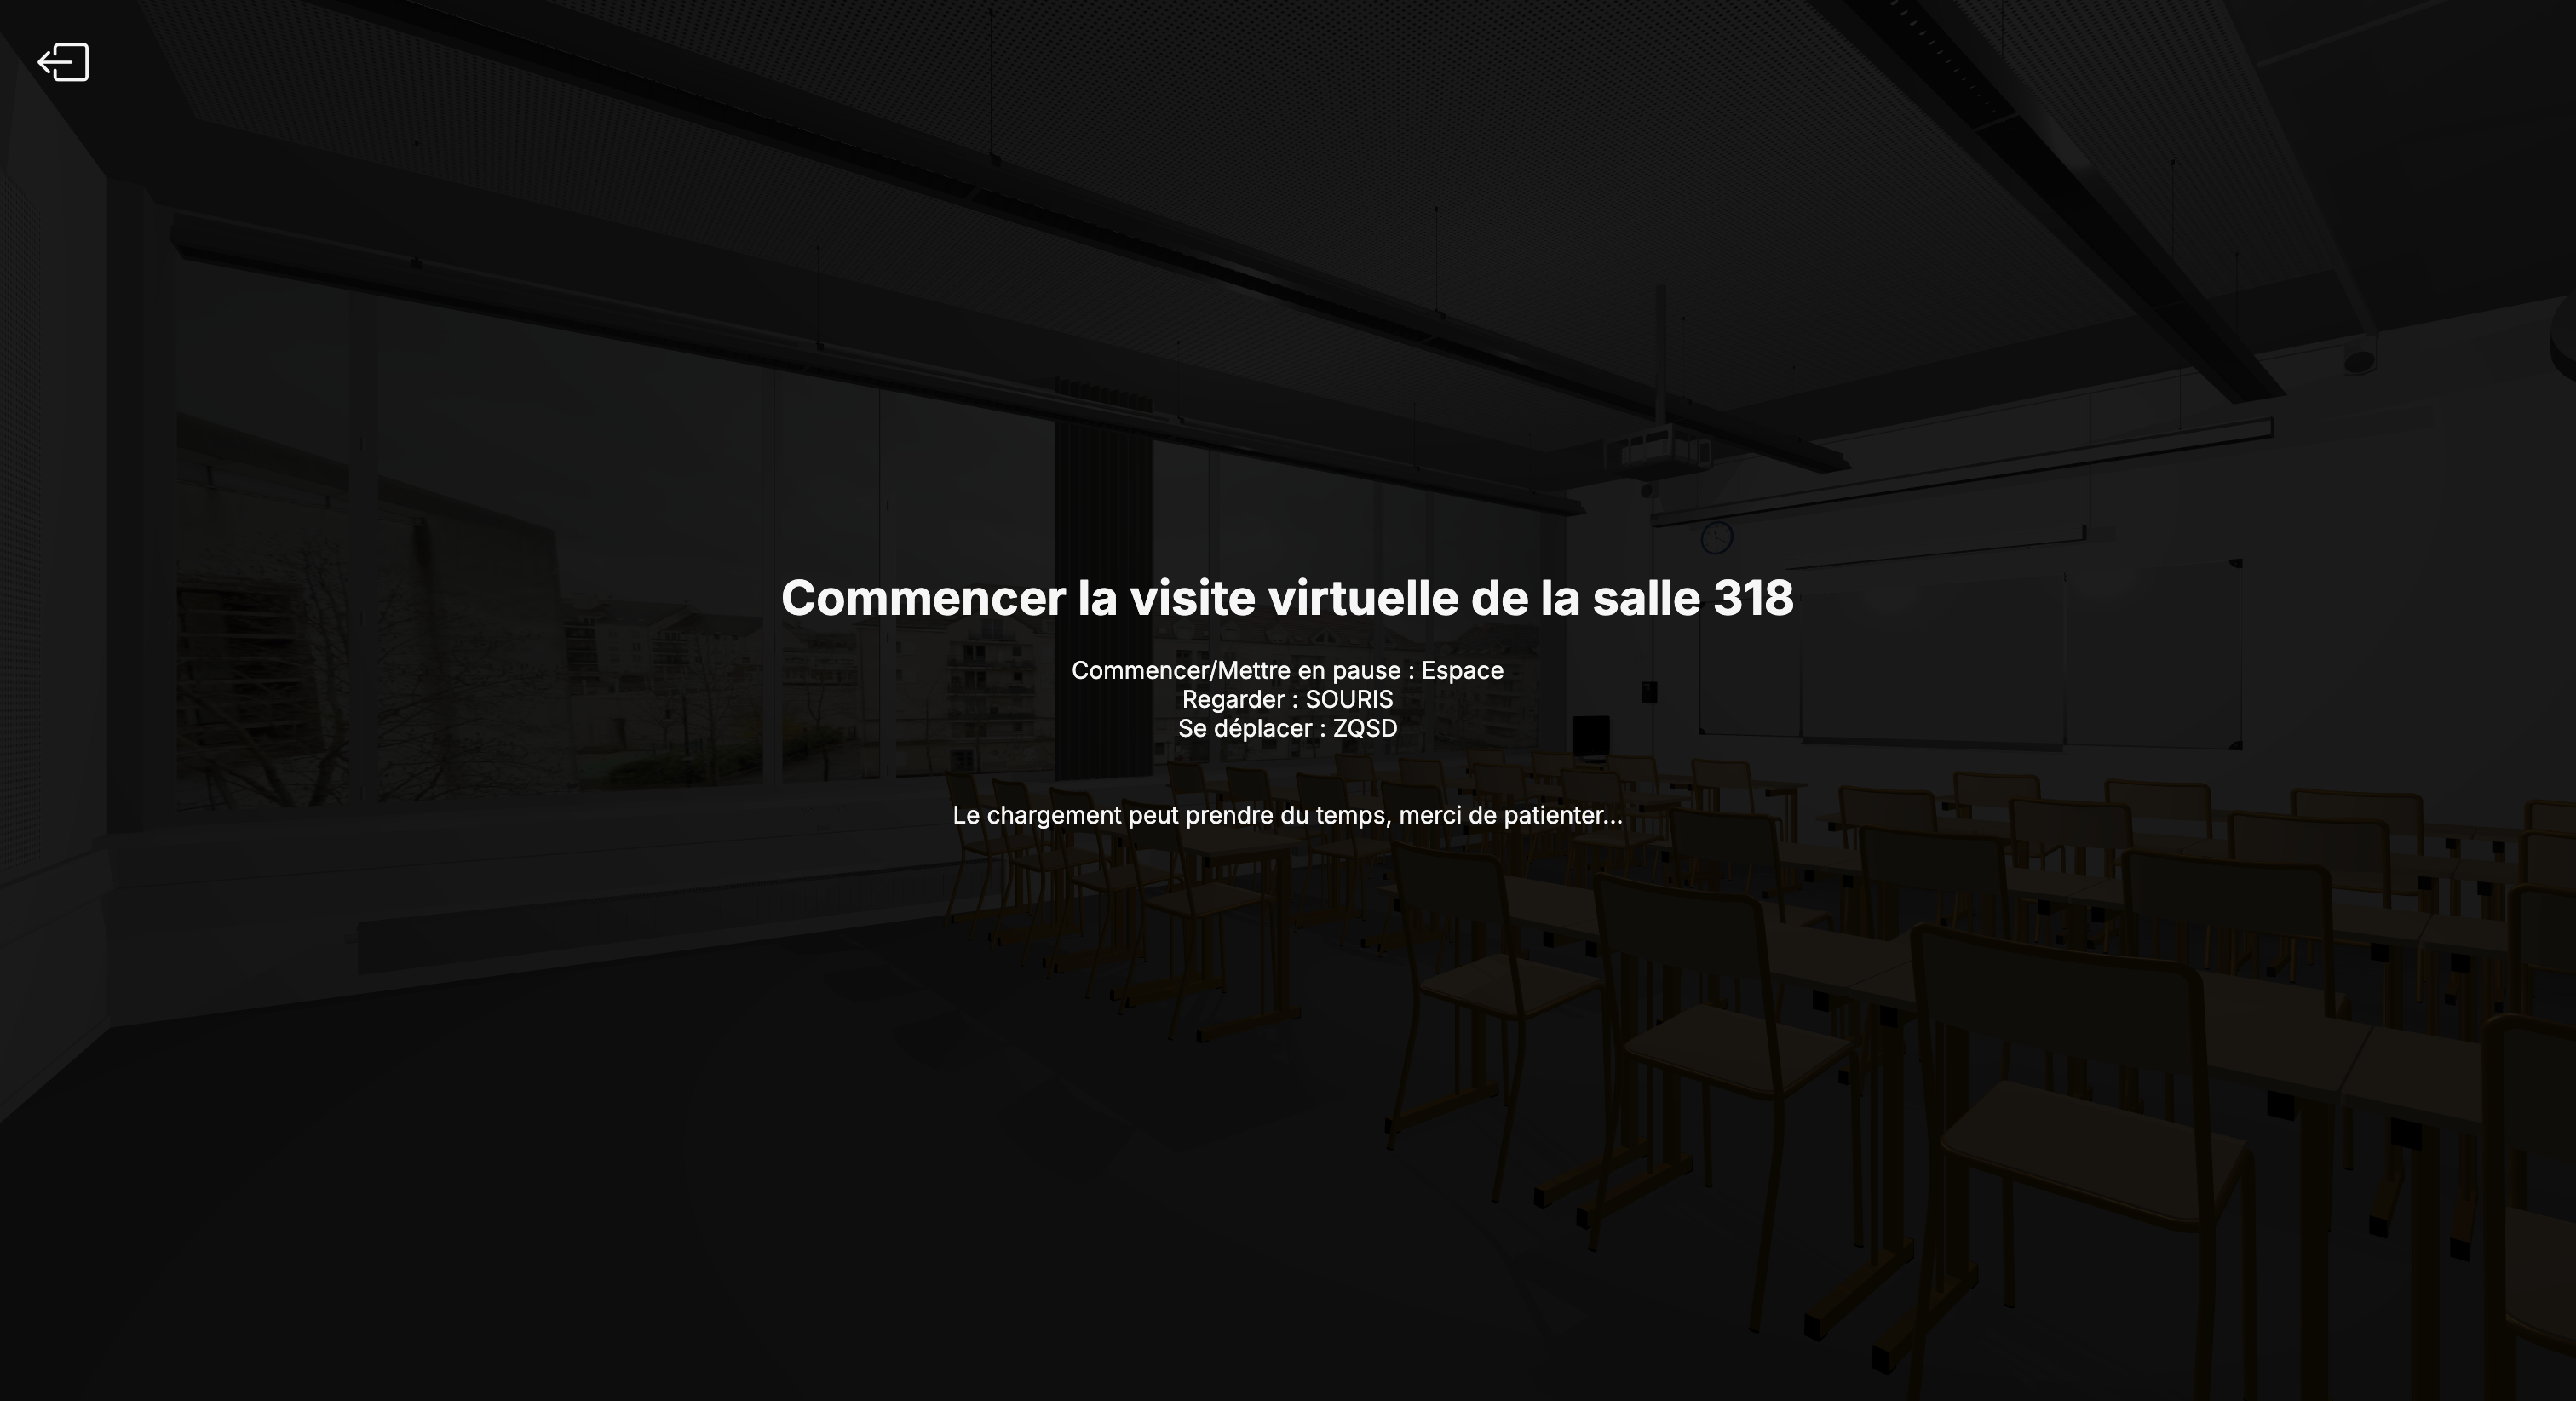 Commencer la visite virtuelle de la salle 318
Commencer/Mettre en pause : Espace
Regarder : SOURIS
Se déplacer : ZQSD
Le chargement peut prendre du temps, merci de patienter...